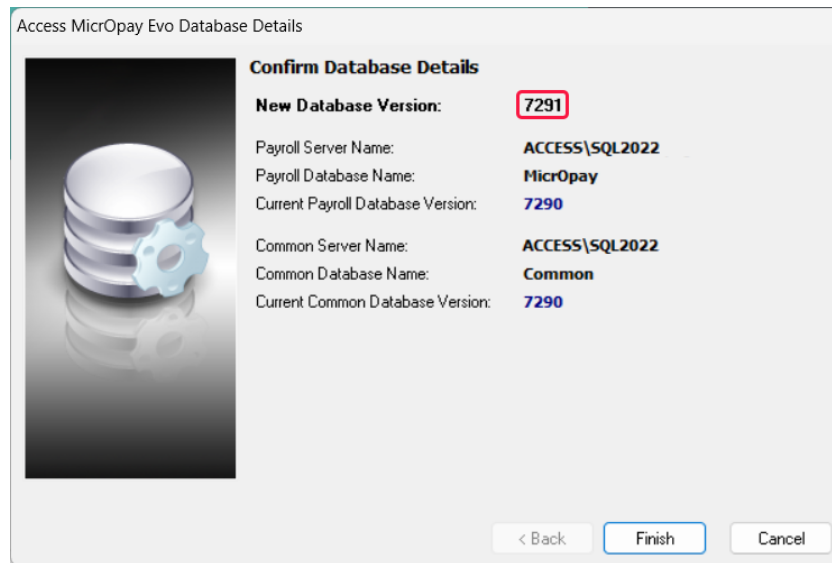 Access MicrOpay Evo Database Details
Confirm Database Details
New Database Version: 7291
Payroll Server Name: ACCESS\SQL2022
Payroll Database Name: MicrOpay
Current Payroll Database Version: 7290
Common Server Name: ACCESS\SQL2022
Common Database Name: Common
Current Common Database Version: 7290
< Back Finish Cancel